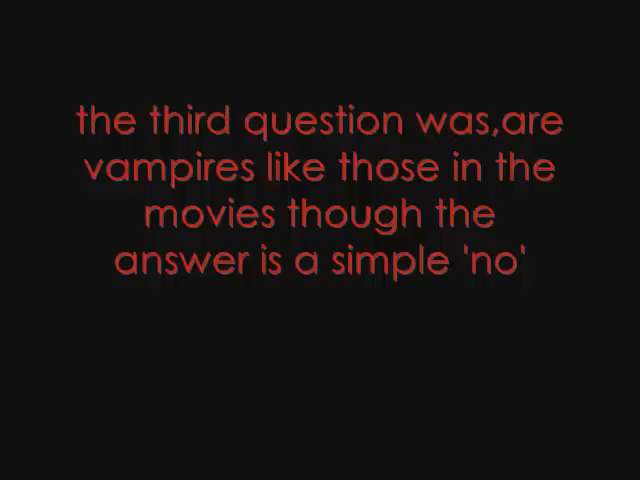 the third question was,are
vampires like those in the
movies though the
answer is a simple 'no'